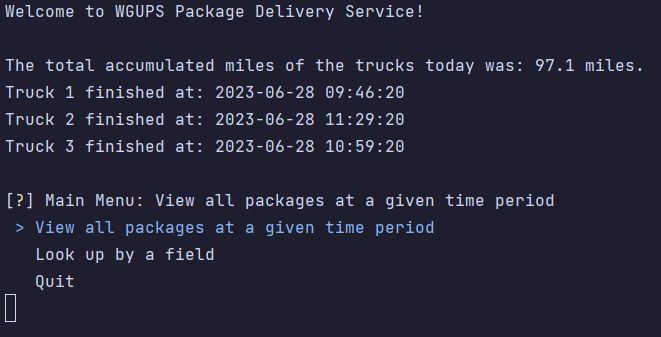 Welcome to WGUPS Package Delivery Service!
The total accumulated miles of the trucks today was: 97.1 miles.
Truck 1 finished at: 2023-06-28 09:46:20
Truck 2 finished at: 2023-06-28 11:29:20
Truck 3 finished at: 2023-06-28 10:59:20
[?] Main Menu: View all packages at a given time period
> View all packages at a given time period
Look up by a field
Quit